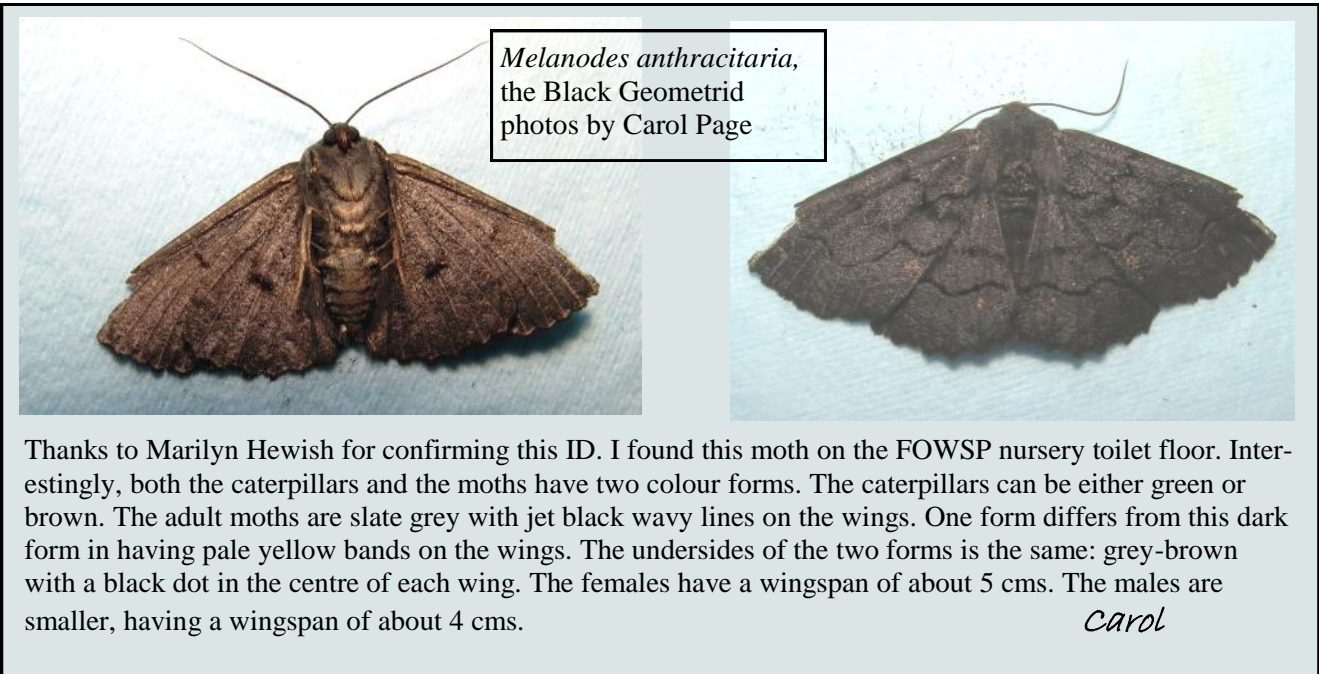 Melanodes anthracitaria,
the Black Geometrid
photos by Carol Page
Thanks to Marilyn Hewish for confirming this ID. I found this moth on the FOWSP nursery toilet floor. Inter-
estingly, both the caterpillars and the moths have two colour forms. The caterpillars can be either green or
brown. The adult moths are slate grey with jet black wavy lines on the wings. One form differs from this dark
form in having pale yellow bands on the wings. The undersides of the two forms is the same: grey-brown
with a black dot in the centre of each wing. The females have a wingspan of about 5 cms. The males are
smaller, having a wingspan of about 4 cms.
Carol